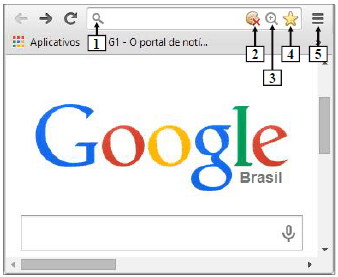 Aplicativos G1 - O portal de notí...
1 2 3 4 5
Google
Brasil